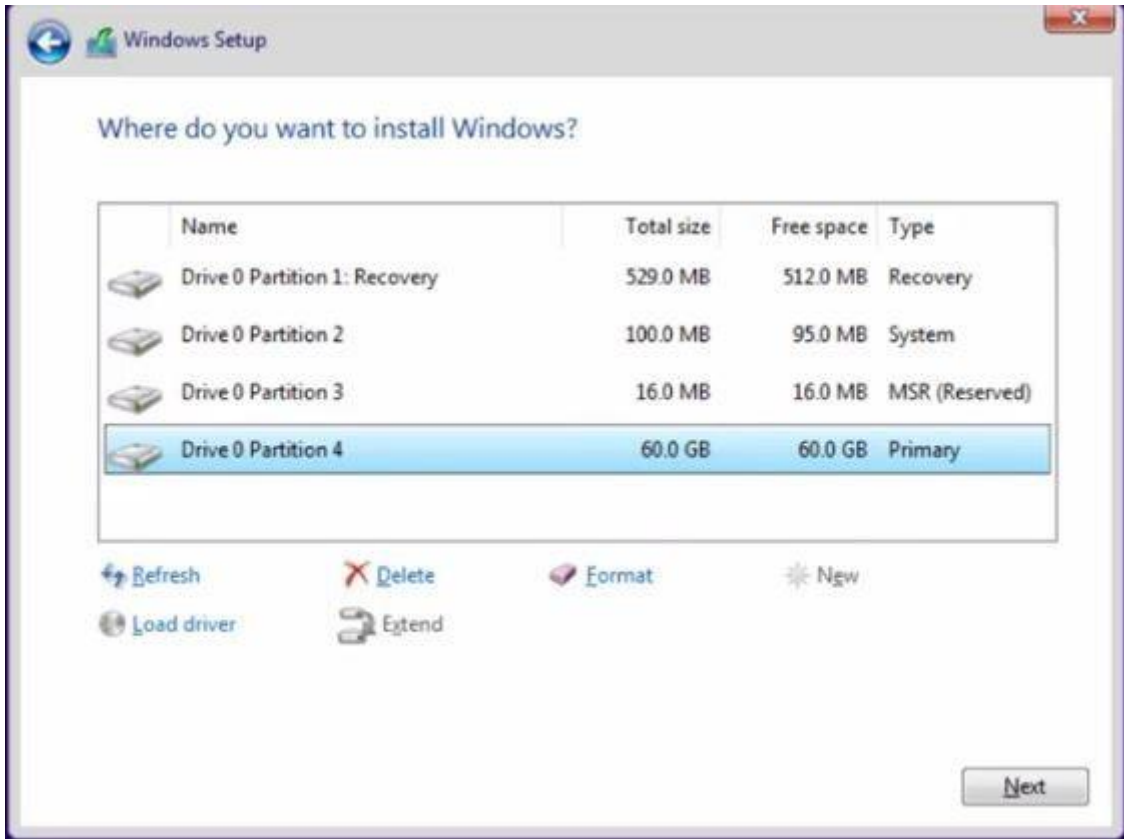 Windows Setup
Where do you want to install Windows?
Name Total size Free space Type
Drive 0 Partition 1: Recovery 529.0 MB 512.0 MB Recovery
Drive 0 Partition 2 100.0 MB 95.0 MB System
Drive 0 Partition 3 16.0 MB 16.0 MB MSR (Reserved)
Drive 0 Partition 4 60.0 GB 60.0 GB Primary
Refresh Delete Format New
Load driver Extend
Next